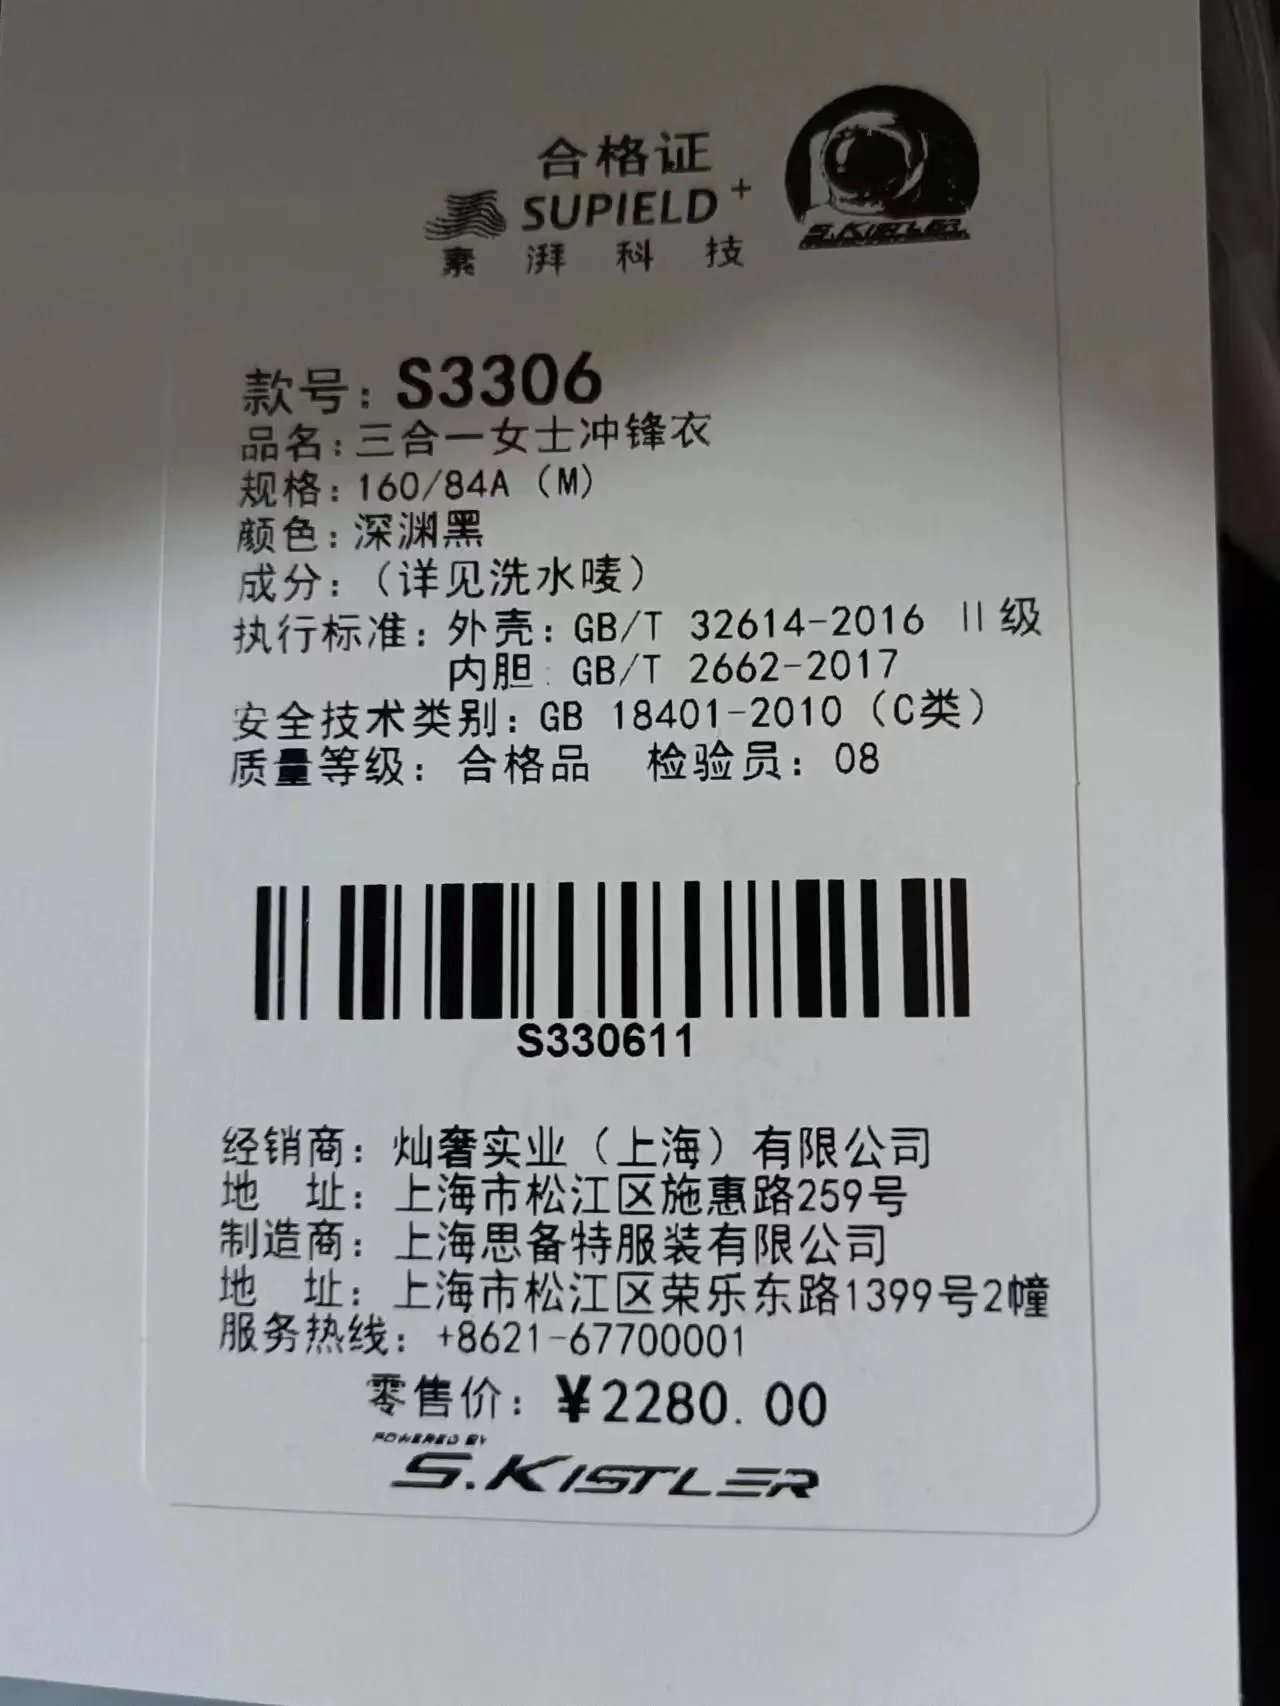 合格证
SUPIELD+
素湃科技
S.KISTLER
款号：S3306
品名：三合一女士冲锋衣
规格：160/84A（M）
颜色：深渊黑
成分：（详见洗水唛）
执行标准：外壳：GB/T 32614-2016 II级
内胆：GB/T 2662-2017
安全技术类别：GB 18401-2010（C类）
质量等级：合格品 检验员：08
S330611
经销商：灿奢实业（上海）有限公司
地 址：上海市松江区施惠路259号
制造商：上海思备特服装有限公司
地 址：上海市松江区荣乐东路1399号2幢
服务热线：+8621-67700001
零售价：¥2280.00
POWERED BY
S.KISTLER